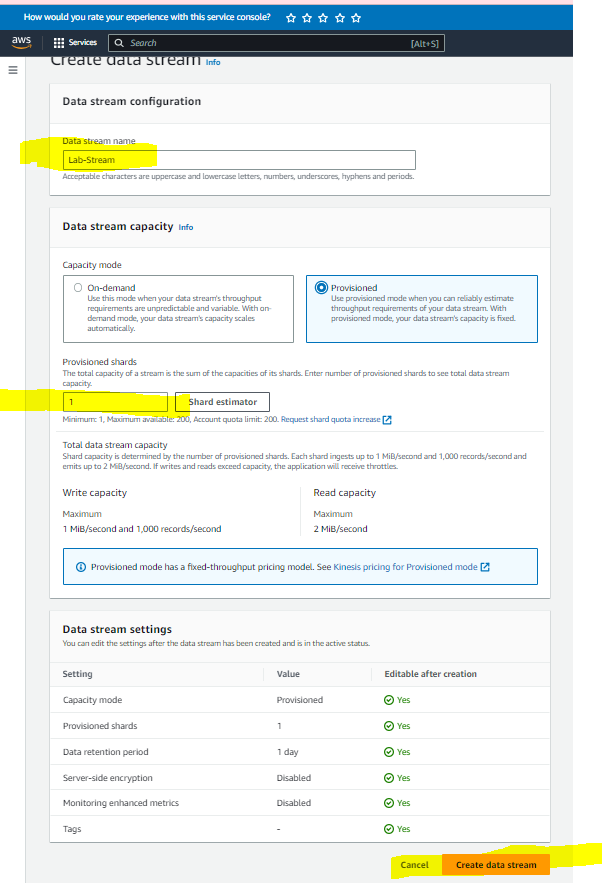 How would you rate your experience with this service console?
aws
Services
Search
[Alt+S]
Create data stream Info
Data stream configuration
Data stream name
Lab-Stream
Acceptable characters are uppercase and lowercase letters, numbers, underscores, hyphens and periods.
Data stream capacity Info
Capacity mode
On-demand
Use this mode when your data stream's throughput
requirements are unpredictable and variable. With on-
demand mode, your data stream's capacity scales
automatically.
Provisioned
Use provisioned mode when you can reliably estimate
throughput requirements of your data stream. With
provisioned mode, your data stream's capacity is fixed.
Provisioned shards
The total capacity of a stream is the sum of the capacities of its shards. Enter number of provisioned shards to see total data stream
capacity.
1
Shard estimator
Minimum: 1, Maximum available: 200, Account quota limit: 200. Request shard quota increase
Total data stream capacity
Shard capacity is determined by the number of provisioned shards. Each shard ingests up to 1 MiB/second and 1,000 records/second and
emits up to 2 MiB/second. If writes and reads exceed capacity, the application will receive throttles.
Write capacity
Maximum
1 MiB/second and 1,000 records/second
Read capacity
Maximum
2 MiB/second
Provisioned mode has a fixed-throughput pricing model. See Kinesis pricing for Provisioned mode
Data stream settings
You can edit the settings after the data stream has been created and is in the active status.
Setting Value Editable after creation
Capacity mode Provisioned Yes
Provisioned shards 1 Yes
Data retention period 1 day Yes
Server-side encryption Disabled Yes
Monitoring enhanced metrics Disabled Yes
Tags - Yes
Cancel Create data stream